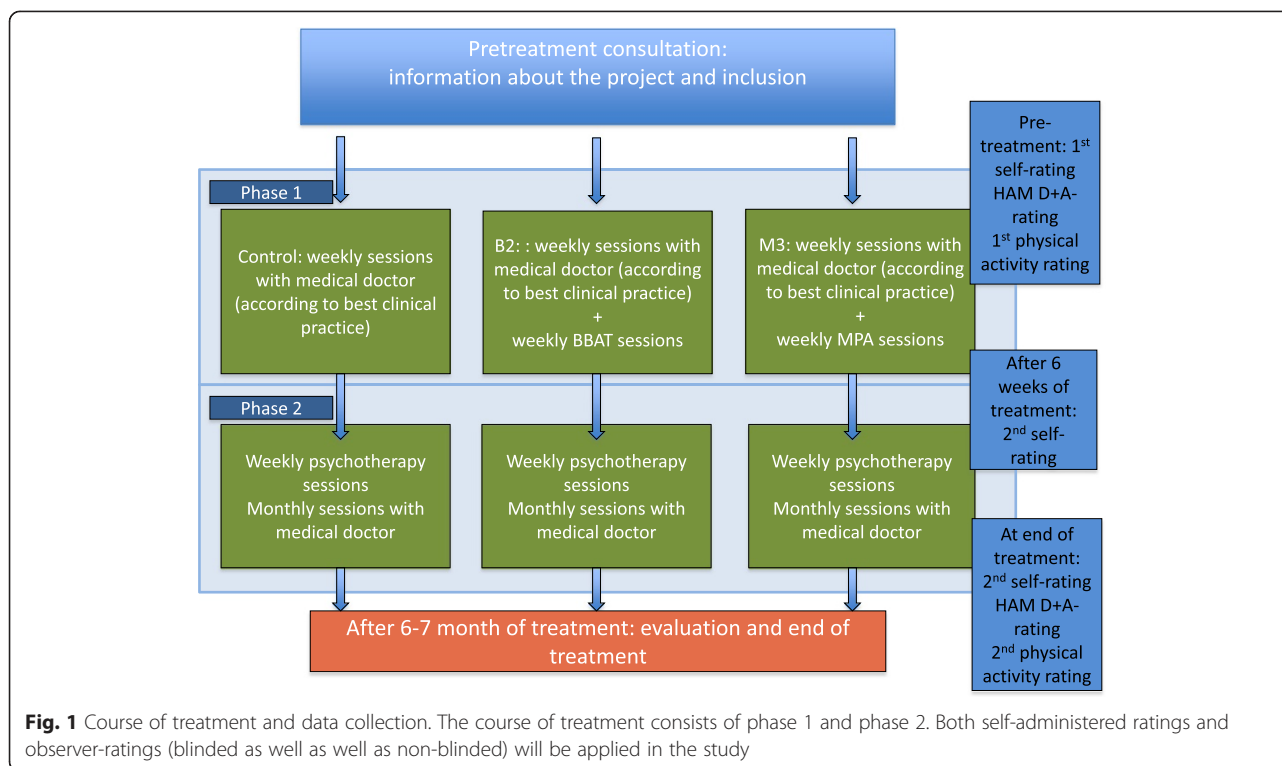 Pretreatment consultation:
information about the project and inclusion
Pre-
treatment: 1st
self-rating
HAM D+A-
rating
1st physical
activity rating
Phase 1
Control: weekly sessions
with medical doctor
(according to best clinical
practice)
B2: : weekly sessions with
medical doctor (according
to best clinical practice)
+
weekly BBAT sessions
M3: weekly sessions with
medical doctor (according
to best clinical practice)
+
weekly MPA sessions
After 6
weeks of
treatment:
2nd self-
rating
Phase 2
Weekly psychotherapy
sessions
Monthly sessions with
medical doctor
Weekly psychotherapy
sessions
Monthly sessions with
medical doctor
Weekly psychotherapy
sessions
Monthly sessions with
medical doctor
At end of
treatment:
2nd self-rating
HAM D+A-
rating
2nd physical
activity rating
After 6-7 month of treatment: evaluation and end of
treatment
Fig. 1 Course of treatment and data collection. The course of treatment consists of phase 1 and phase 2. Both self-administered ratings and
observer-ratings (blinded as well as well as non-blinded) will be applied in the study